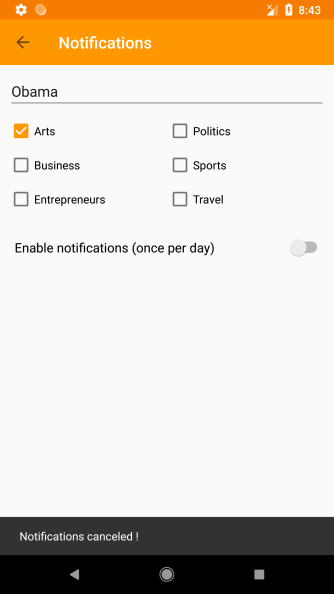 8:43
Notifications
Obama
Arts
Politics
Business
Sports
Entrepreneurs
Travel
Enable notifications (once per day)
Notifications canceled !